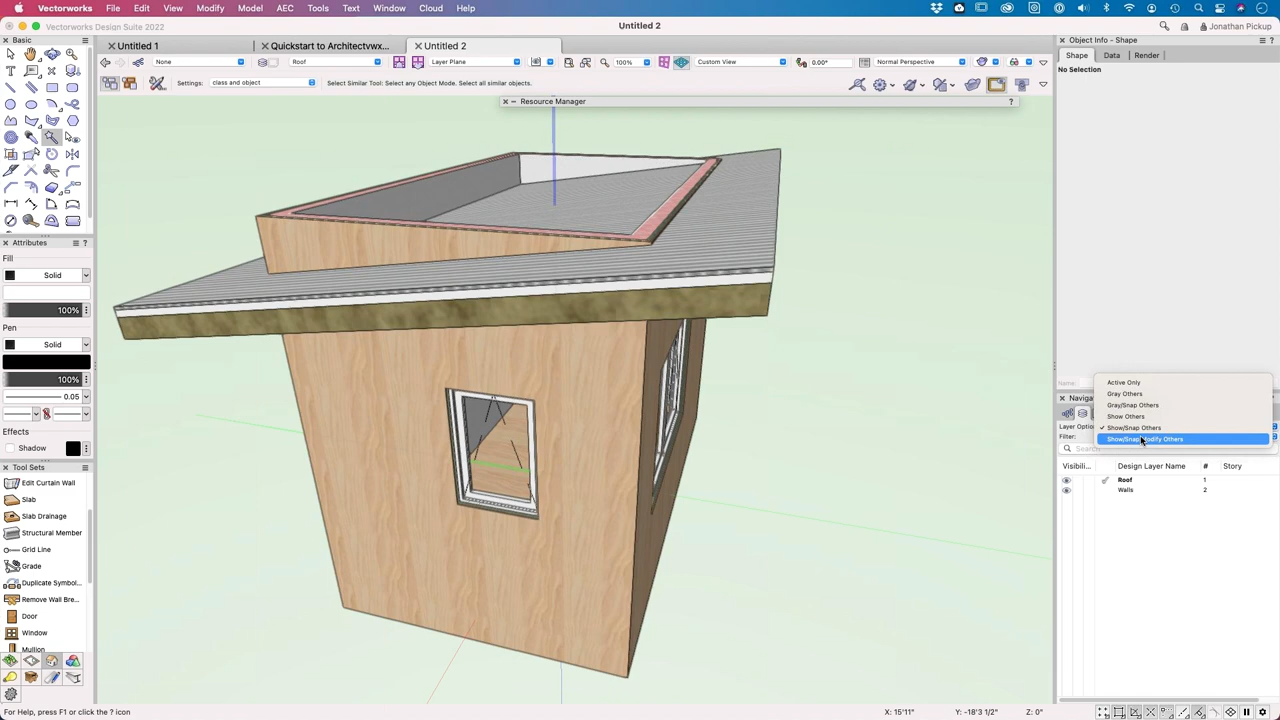 File Edit View Modify Model AEC Tools Text Window Cloud Help
Vectorworks Design Suite 2022
Untitled 2
Jonathan Pickup
Basic
Untitled 1
Quickstart to Architectvwx...
Untitled 2
Object Info - Shape
Shape
Data
Render
None
Roof
Layer Plane
100%
Custom View
0.00°
Normal Perspective
No Selection
Settings:
class and object
Select Similar Tool: Select any Object Mode. Select all similar objects.
Resource Manager
?
Attributes
?
Fill
Solid
100%
Pen
Solid
100%
0.05
Effects
Shadow
Tool Sets
Edit Curtain Wall
Slab
Slab Drainage
Structural Member
Grid Line
Grade
Duplicate Symbol...
Remove Wall Bre...
Door
Window
Mullion
Name:
Active Only
Gray Others
Gray/Snap Others
Show Others
Show/Snap Others
Show/Snap/Modify Others
Layer Optio
Filter:
Search
Visibili...
Design Layer Name
#
Story
Roof
1
Walls
2
For Help, press F1 or click the ? icon
X: 15'11"
Y: -18'3 1/2"
Z: 0"